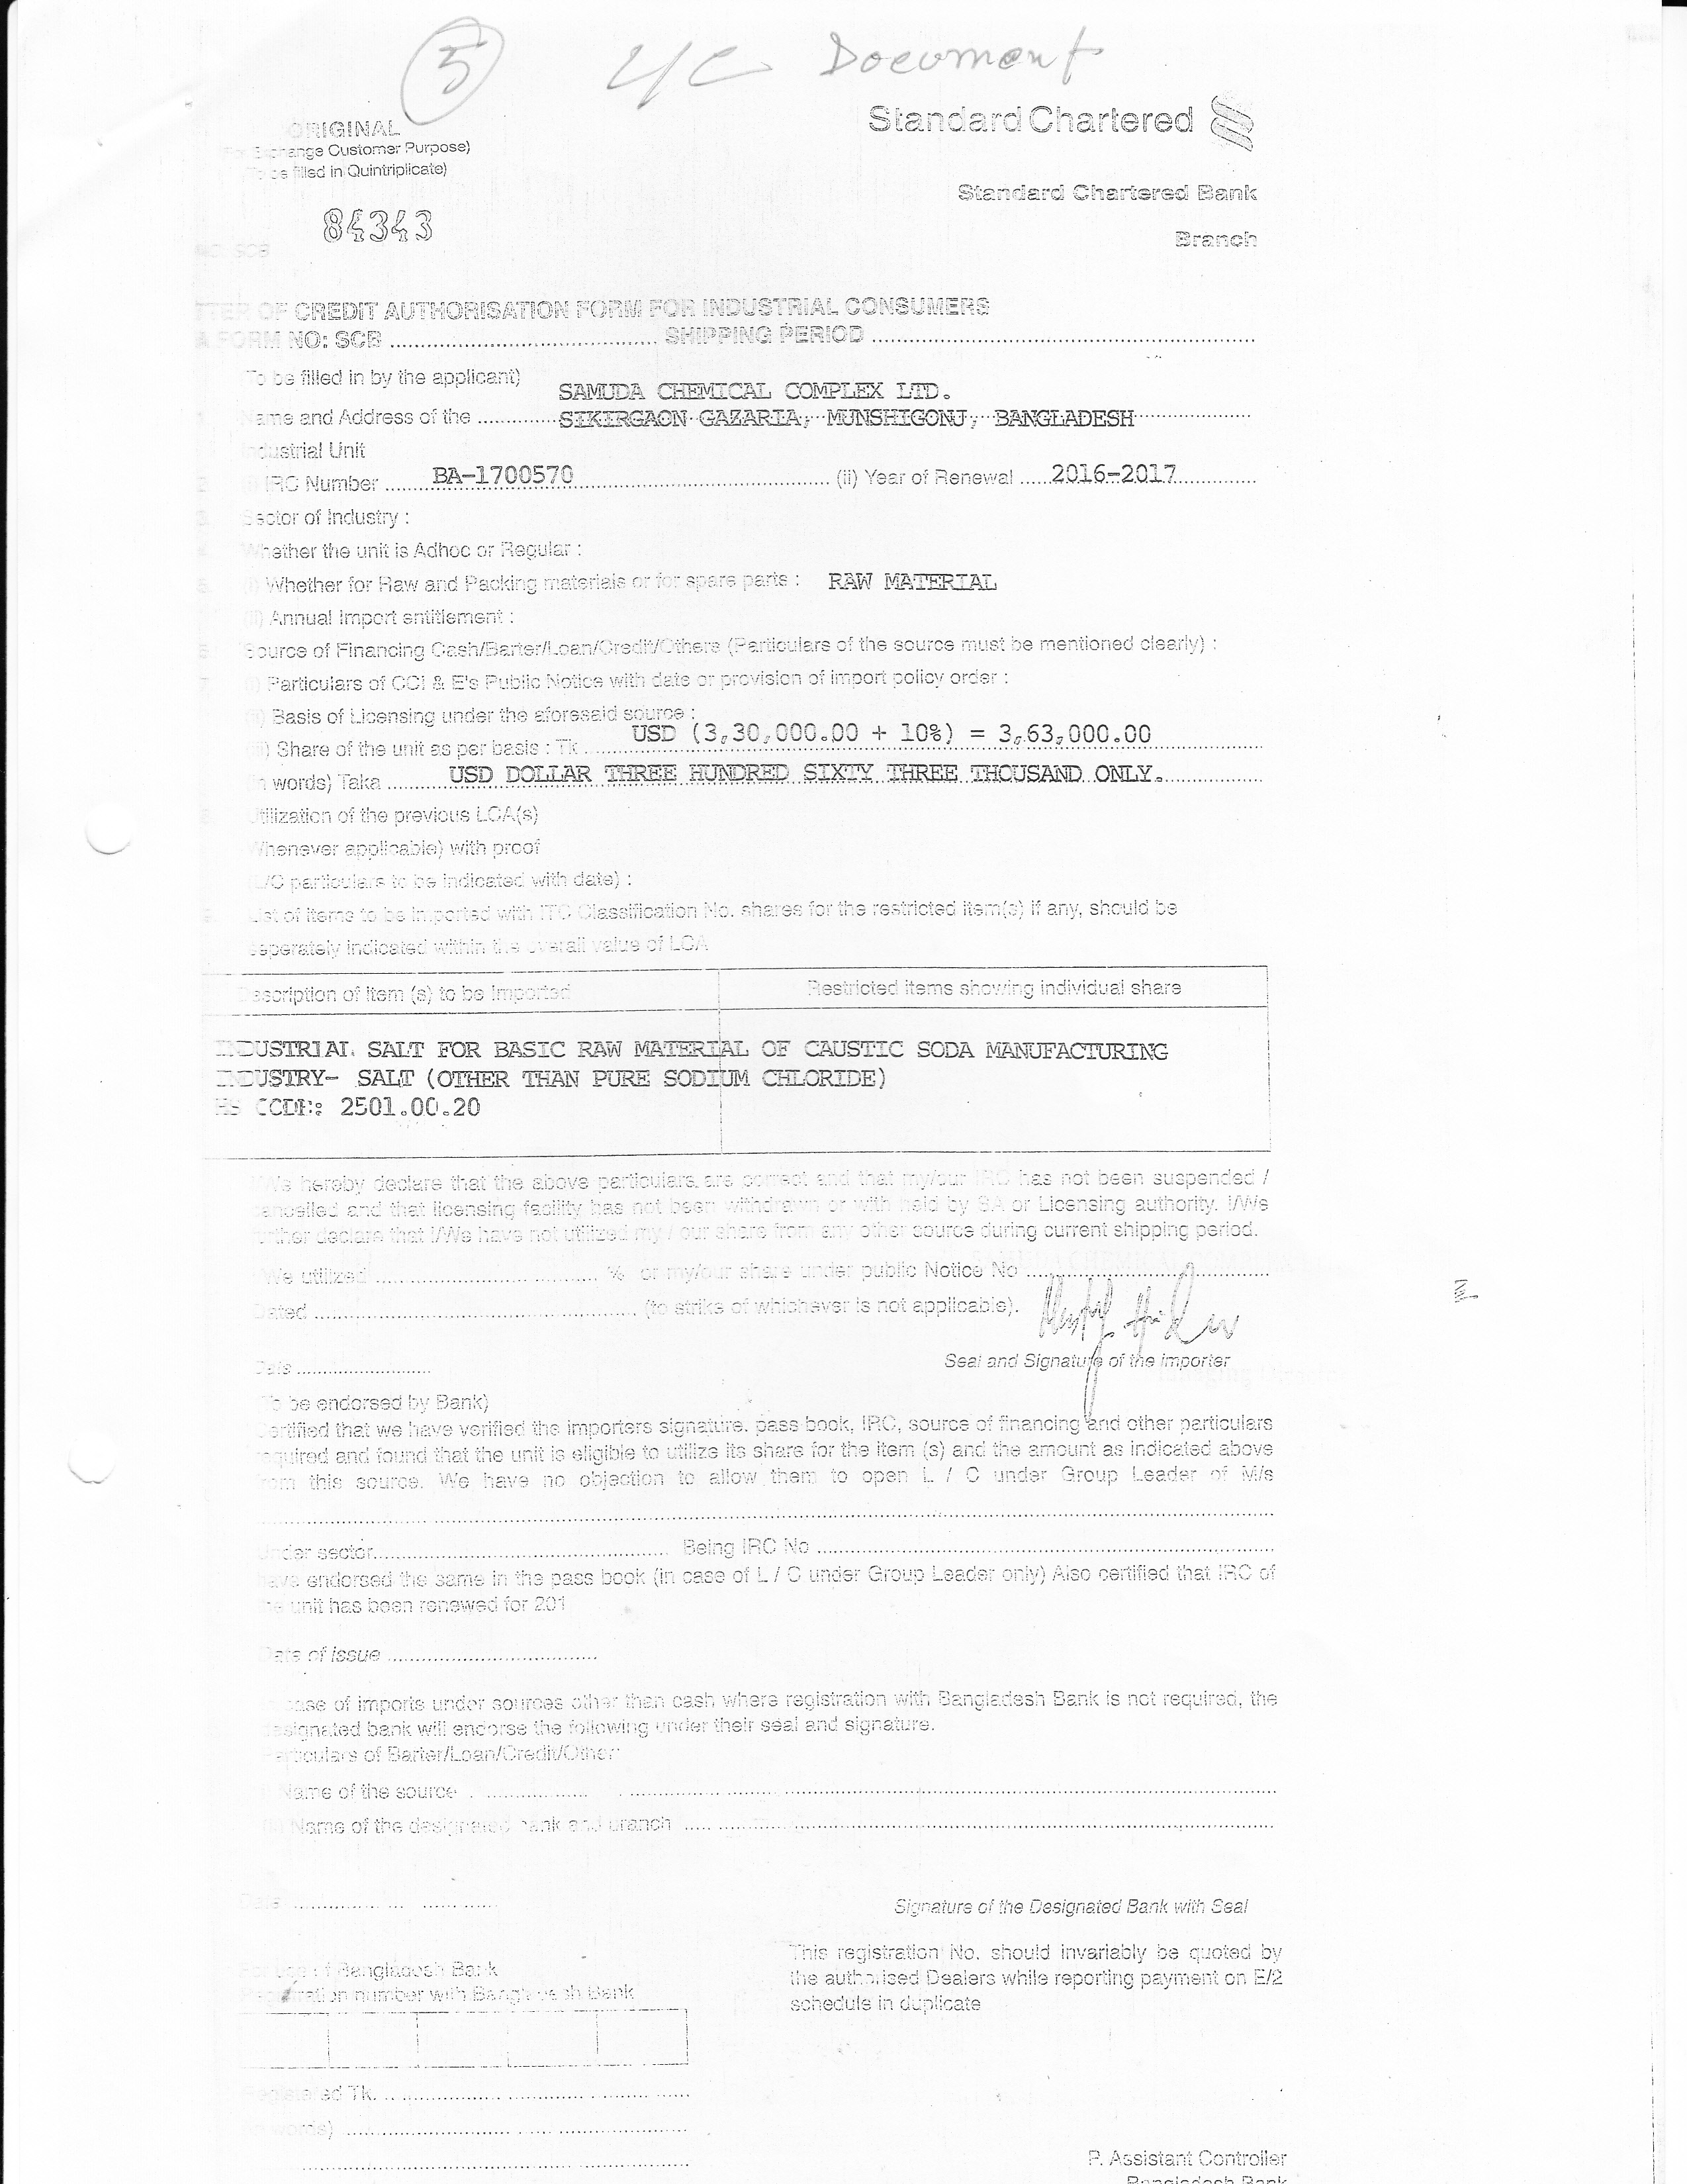 5 L/C Document
ORIGINAL
Exchange Customer Purpose)
filled in Quintriplicate)
84343
SCB
Standard Chartered
Standard Chartered Bank
Branch
OF CREDIT AUTHORISATION FORM FOR INDUSTRIAL CONSUMERS
FORM NO: SCB .......... SHIPPING PERIOD ..........
To be filled in by the applicant)
SAMUDA CHEMICAL COMPLEX LTD.
Name and Address of the .......... SIKIRGAON GAZARIA, MUNSHIGONJ, BANGLADESH
Industrial Unit
IRC Number .......... BA-1700570 .......... (ii) Year of Renewal ..... 2016-2017
Sector of Industry :
Whether the unit is Adhoc or Regular :
5. (i) Whether for Raw and Packing materials or for spare parts : RAW MATERIAL
(ii) Annual Import entitlement :
Source of Financing Cash/Barter/Loan/Credit/Others (Particulars of the source must be mentioned clearly) :
(i) Particulars of CCI & E's Public Notice with date or provision of import policy order :
(ii) Basis of Licensing under the aforesaid source :
(iii) Share of the unit as per basis : Tk .......... USD (3,30,000.00 + 10%) = 3,63,000.00
in words) Taka .......... USD DOLLAR THREE HUNDRED SIXTY THREE THOUSAND ONLY.
Utilization of the previous LCA(s)
Whenever applicable) with proof
L/C particulars to be indicated with date) :
List of items to be imported with ITC Classification No. shares for the restricted item(s) if any, should be
seperately indicated within the overall value of LCA
Description of item (s) to be imported
Restricted items showing individual share
INDUSTRIAL SALT FOR BASIC RAW MATERIAL OF CAUSTIC SODA MANUFACTURING
INDUSTRY- SALT (OTHER THAN PURE SODIUM CHLORIDE)
HS CODE: 2501.00.20
We hereby declare that the above particulars are correct and that my/our IRC has not been suspended /
cancelled and that licensing facility has not been withdrawn or with held by SA or Licensing authority. I/We
further declare that I/We have not utilized my / our share from any other source during current shipping period.
We utilized .......... % or my/our share under public Notice No ..........
Dated .......... (to strike of whichever is not applicable).
Date ..........
Seal and Signature of the importer
To be endorsed by Bank)
Certified that we have verified the importers signature, pass book, IRC, source of financing and other particulars
required and found that the unit is eligible to utilize its share for the item (s) and the amount as indicated above
from this source. We have no objection to allow them to open L / C under Group Leader of M/s
Under sector.......... Being IRC No ..........
have endorsed the same in the pass book (in case of L / C under Group Leader only) Also certified that IRC of
the unit has been renewed for 201
Date of issue ..........
case of imports under sources other than cash where registration with Bangladesh Bank is not required, the
designated bank will endorse the following under their seal and signature.
Particulars of Barter/Loan/Credit/Other:
Name of the source ..........
(ii) Name of the designated bank and branch ..........
Date ..........
Signature of the Designated Bank with Seal
of Bangladesh Bank
Registration number with Bangladesh Bank
This registration No. should invariably be quoted by
the authorised Dealers while reporting payment on E/2
schedule in duplicate
Registered Tk. ..........
words) ..........
P. Assistant Controller
Bangladesh Bank